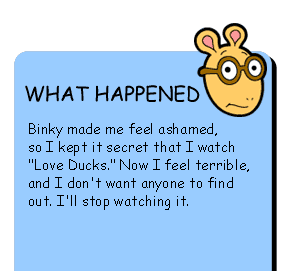 WHAT HAPPENED
Binky made me feel ashamed,
so I kept it secret that I watch
"Love Ducks." Now I feel terrible,
and I don't want anyone to find
out. I'll stop watching it.